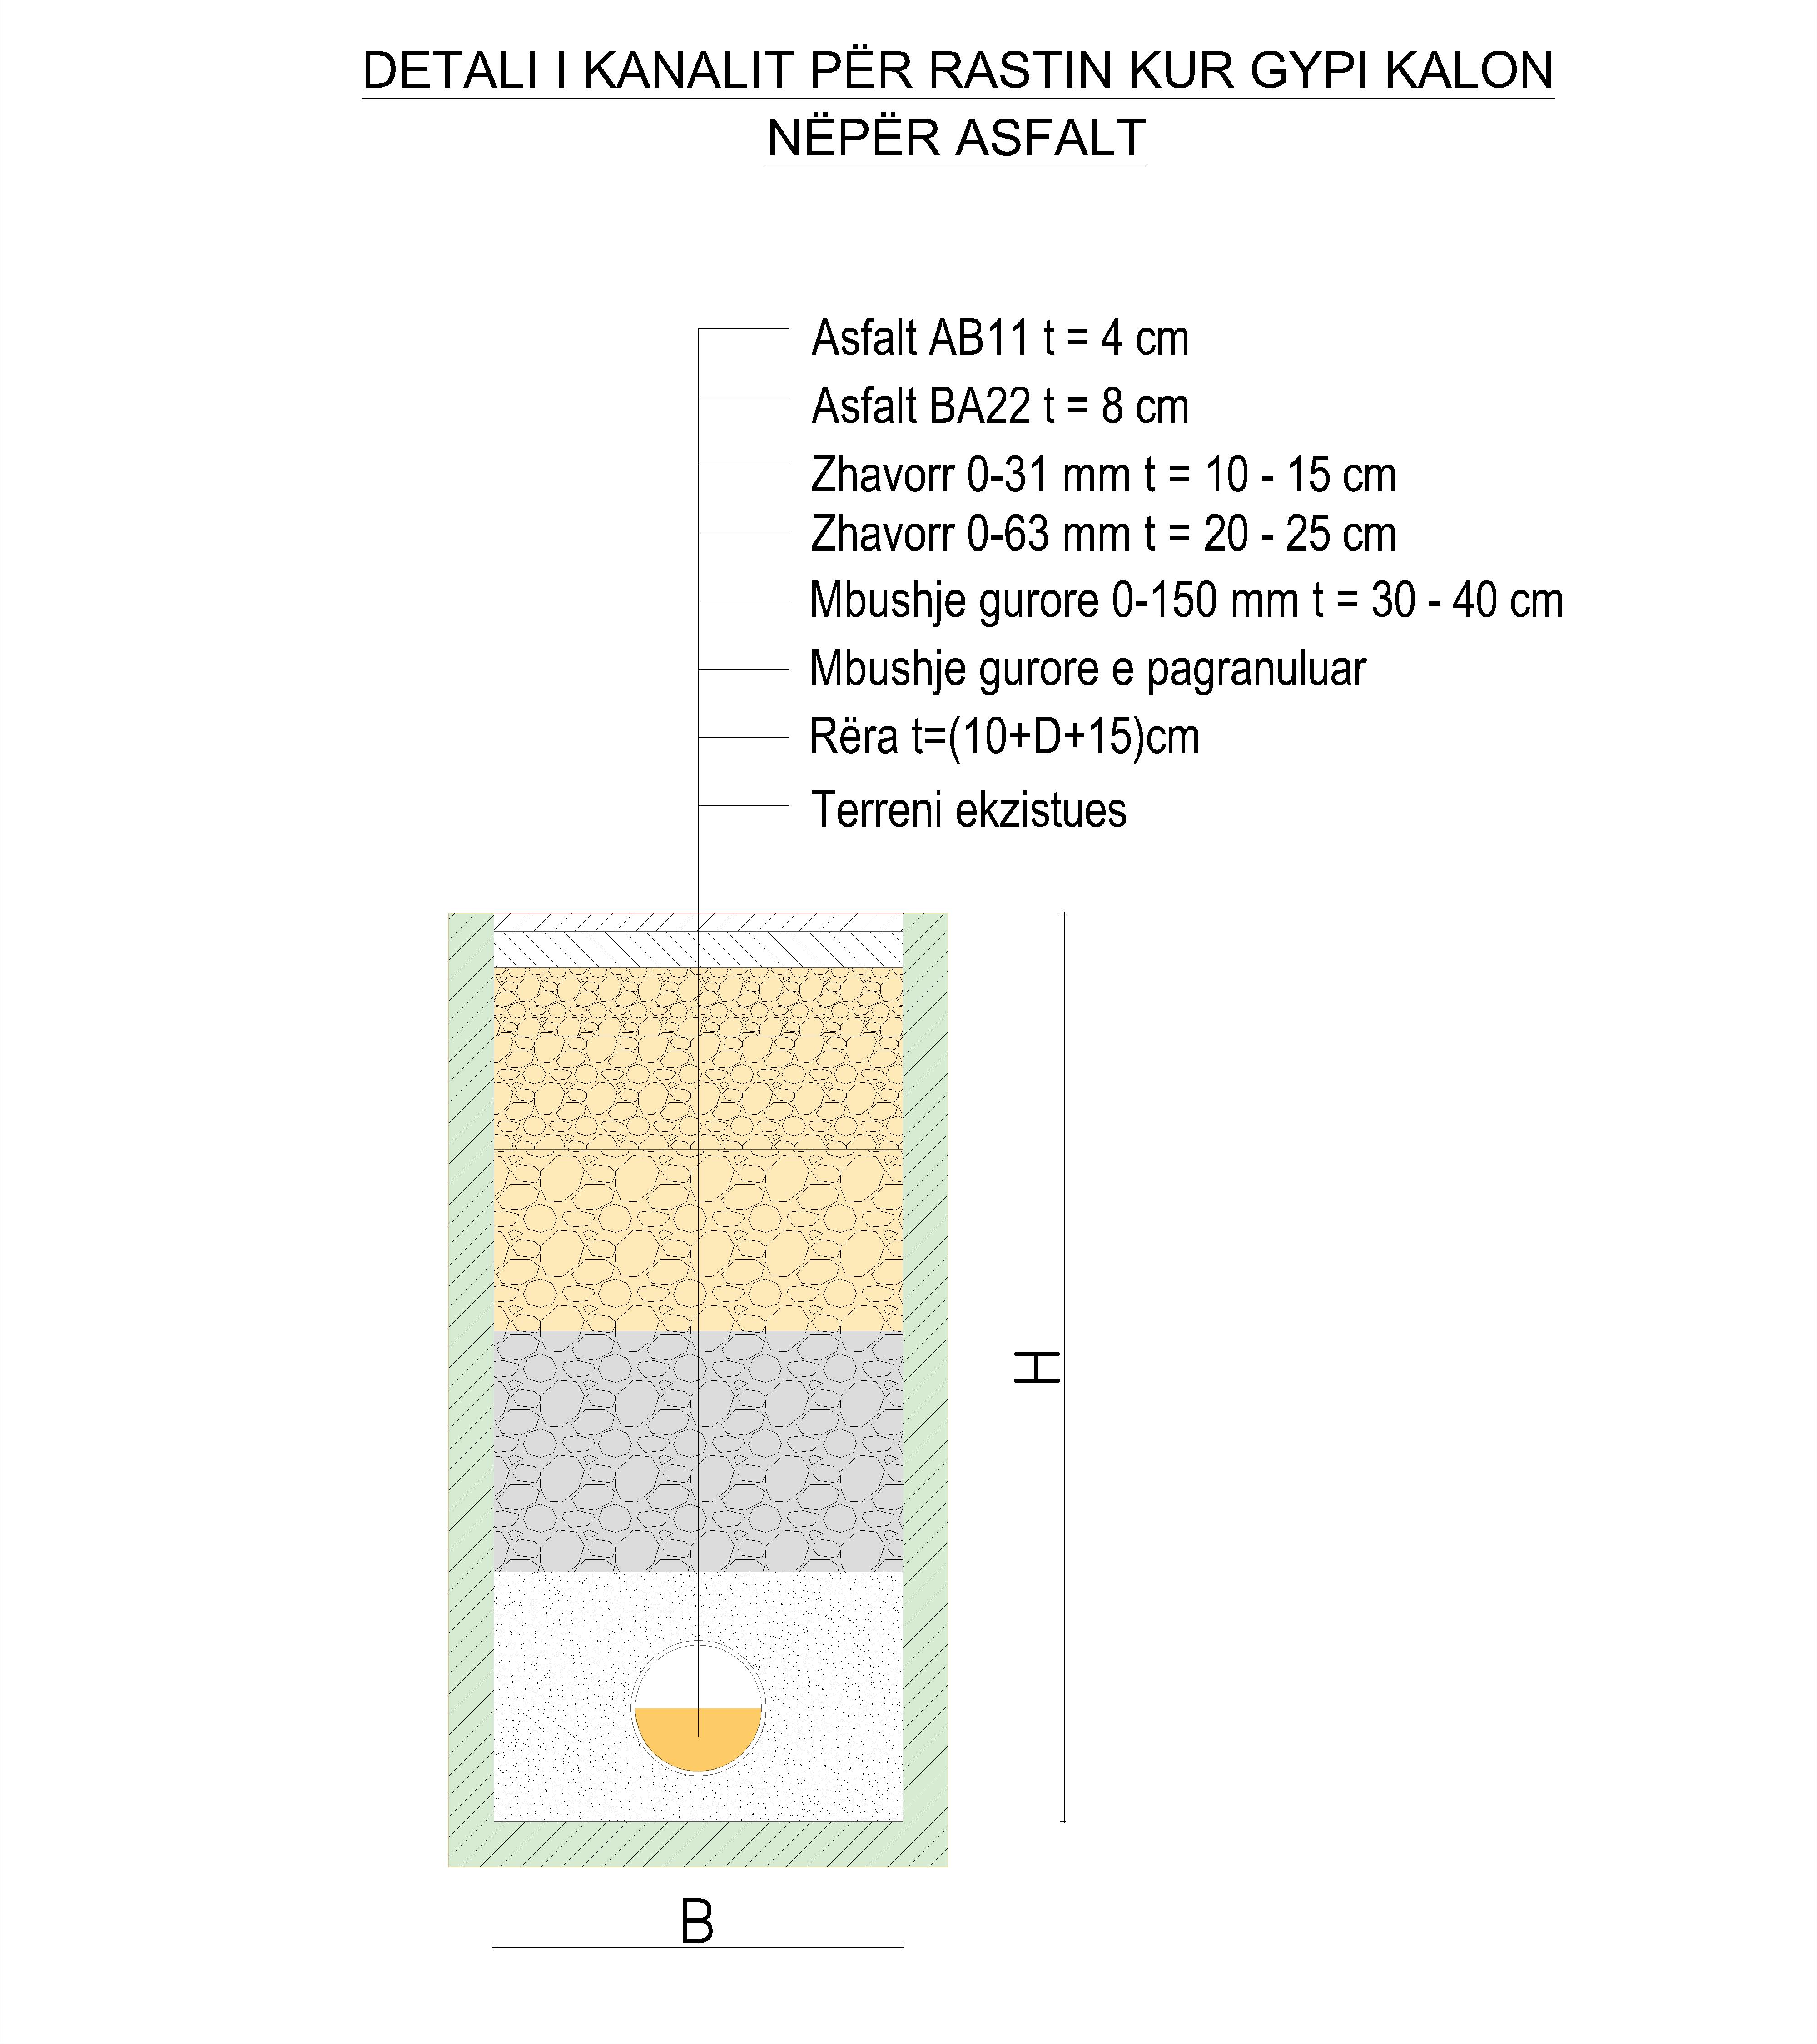 DETALI I KANALIT PËR RASTIN KUR GYPI KALON
NËPËR ASFALT
Asfalt AB11 t = 4 cm
Asfalt BA22 t = 8 cm
Zhavorr 0-31 mm t = 10 - 15 cm
Zhavorr 0-63 mm t = 20 - 25 cm
Mbushje gurore 0-150 mm t = 30 - 40 cm
Mbushje gurore e pagranuluar
Rëra t=(10+D+15)cm
Terreni ekzistues
H
B